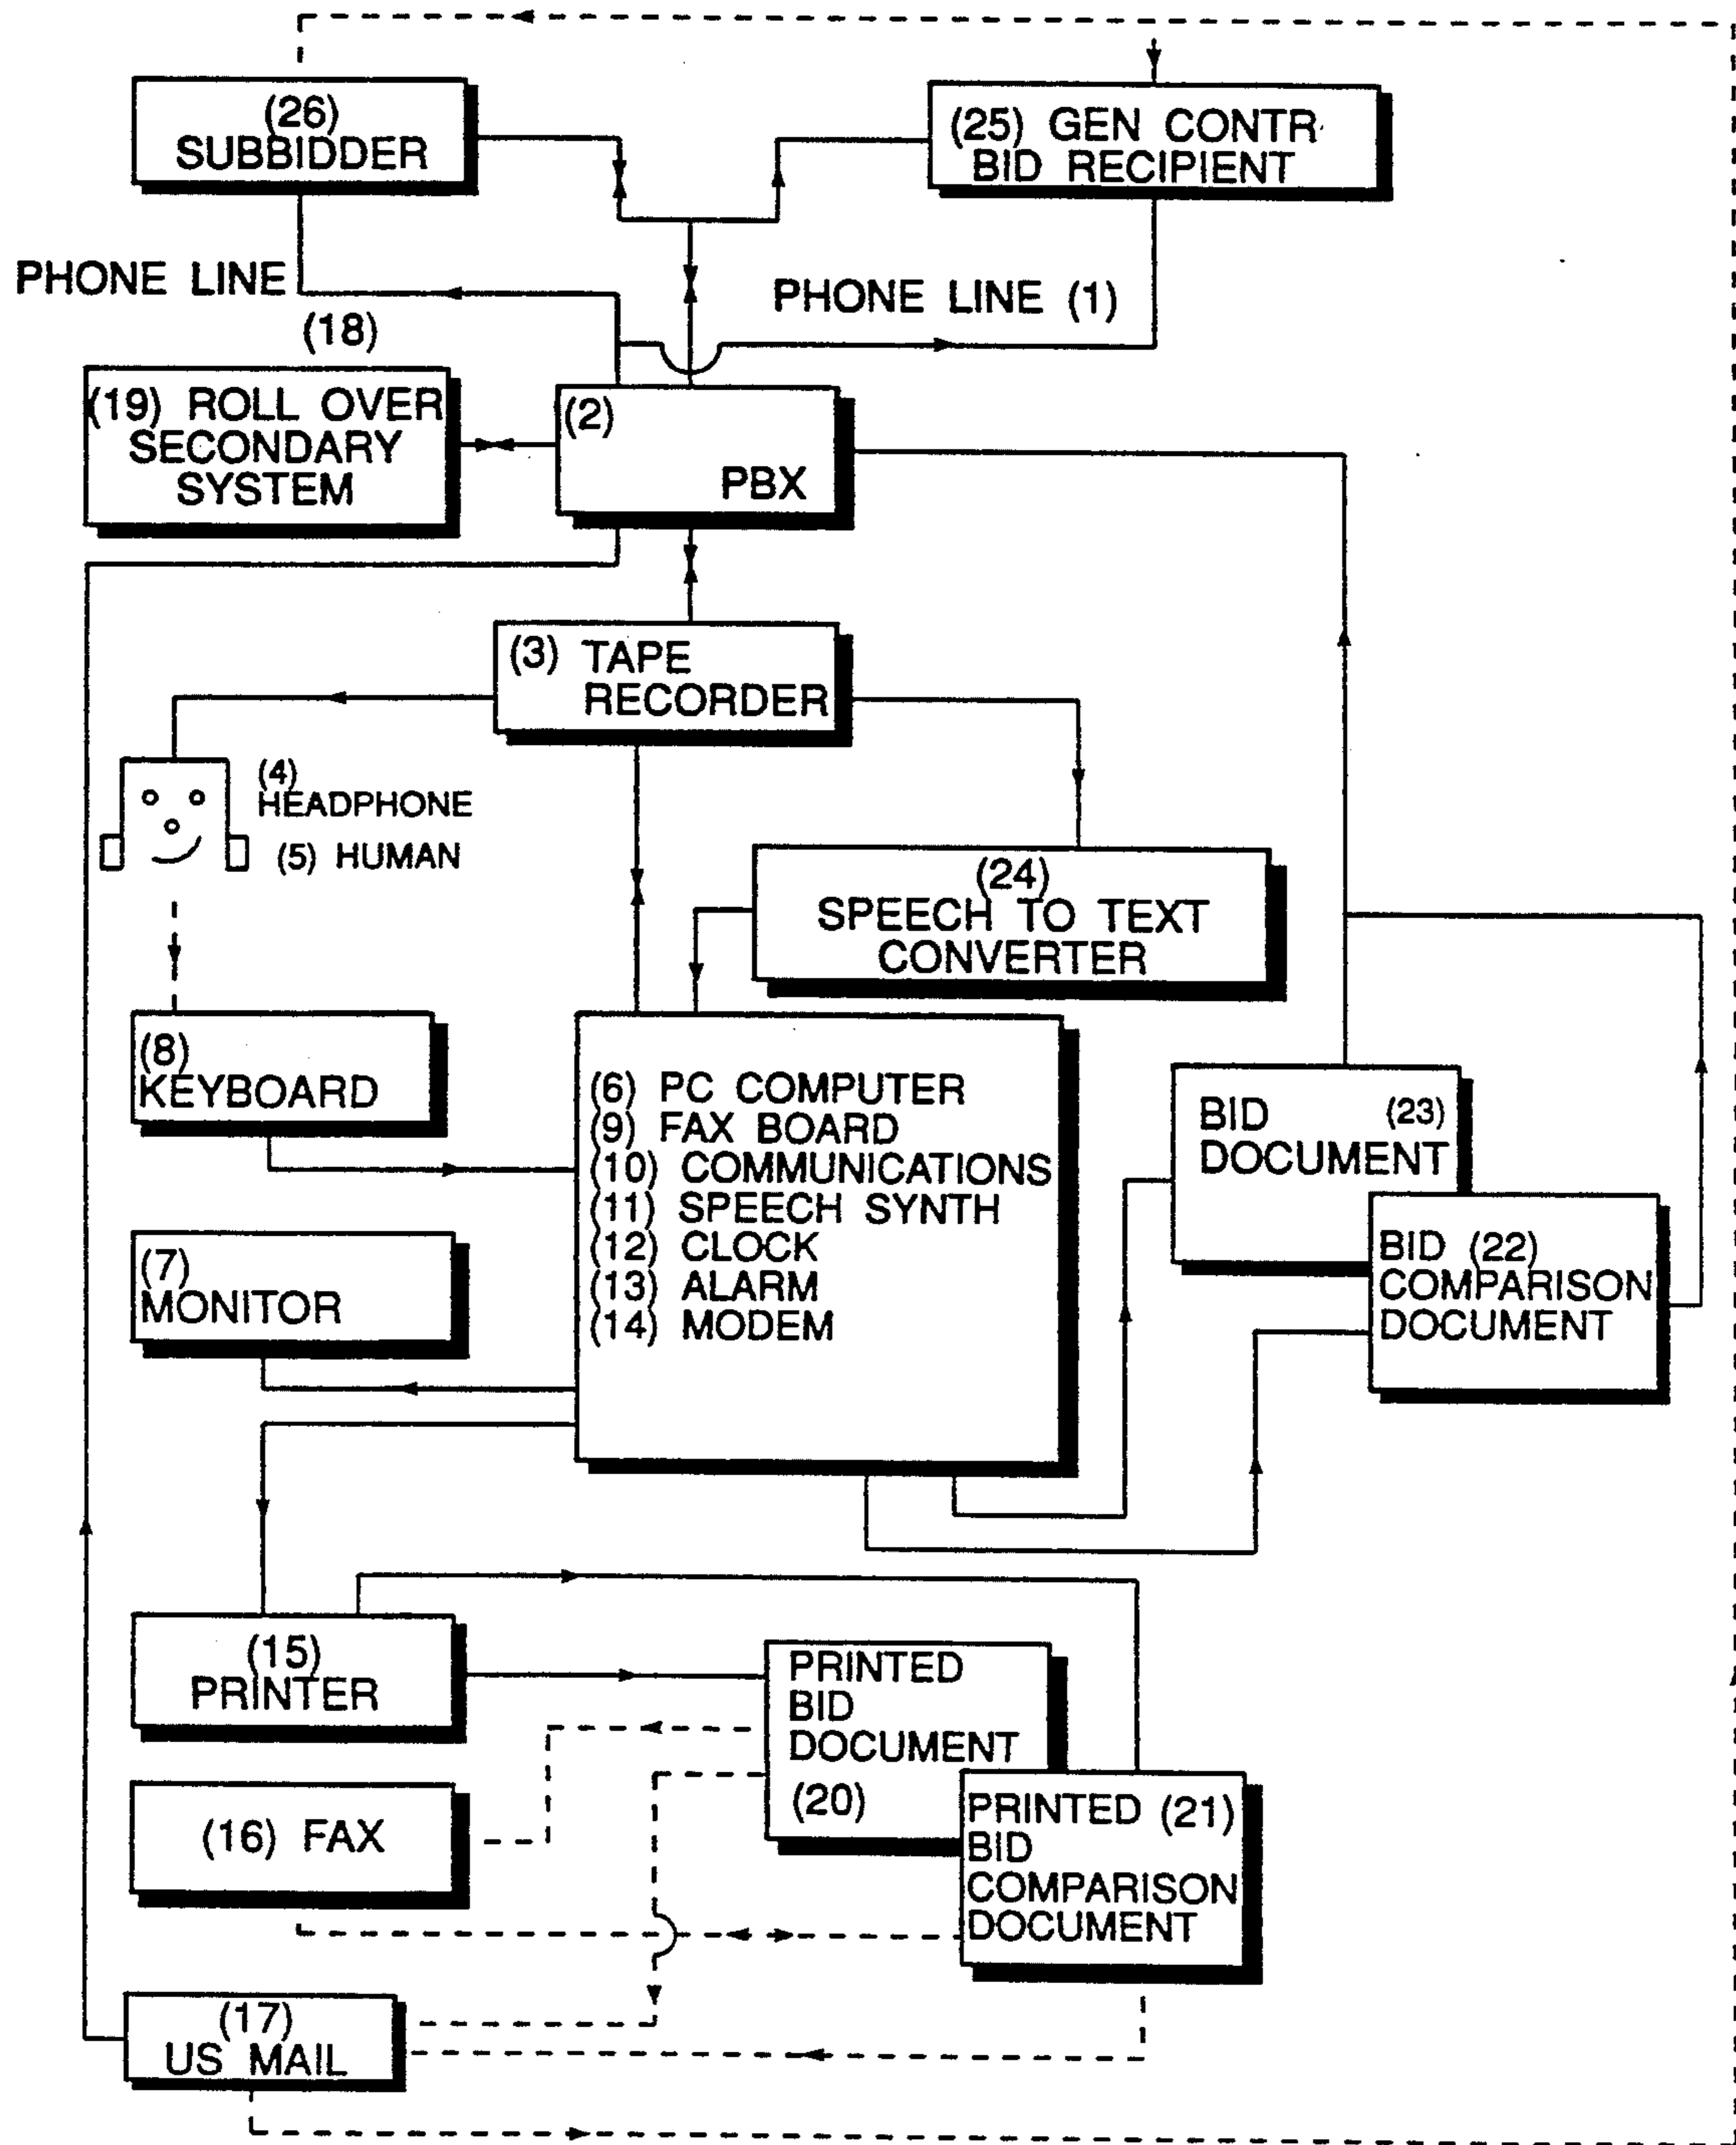 (26)
SUBBIDDER
(25) GEN CONTR
BID RECIPIENT
PHONE LINE
(18)
PHONE LINE (1)
(19) ROLL OVER
SECONDARY
SYSTEM
(2)
PBX
(3) TAPE
RECORDER
(4)
HEADPHONE
(5) HUMAN
(24)
SPEECH TO TEXT
CONVERTER
(8)
KEYBOARD
(6) PC COMPUTER
(9) FAX BOARD
(10) COMMUNICATIONS
(11) SPEECH SYNTH
(12) CLOCK
(13) ALARM
(14) MODEM
BID (23)
DOCUMENT
(7)
MONITOR
BID (22)
COMPARISON
DOCUMENT
(15)
PRINTER
PRINTED
BID
DOCUMENT
(20)
(16) FAX
PRINTED (21)
BID
COMPARISON
DOCUMENT
(17)
US MAIL